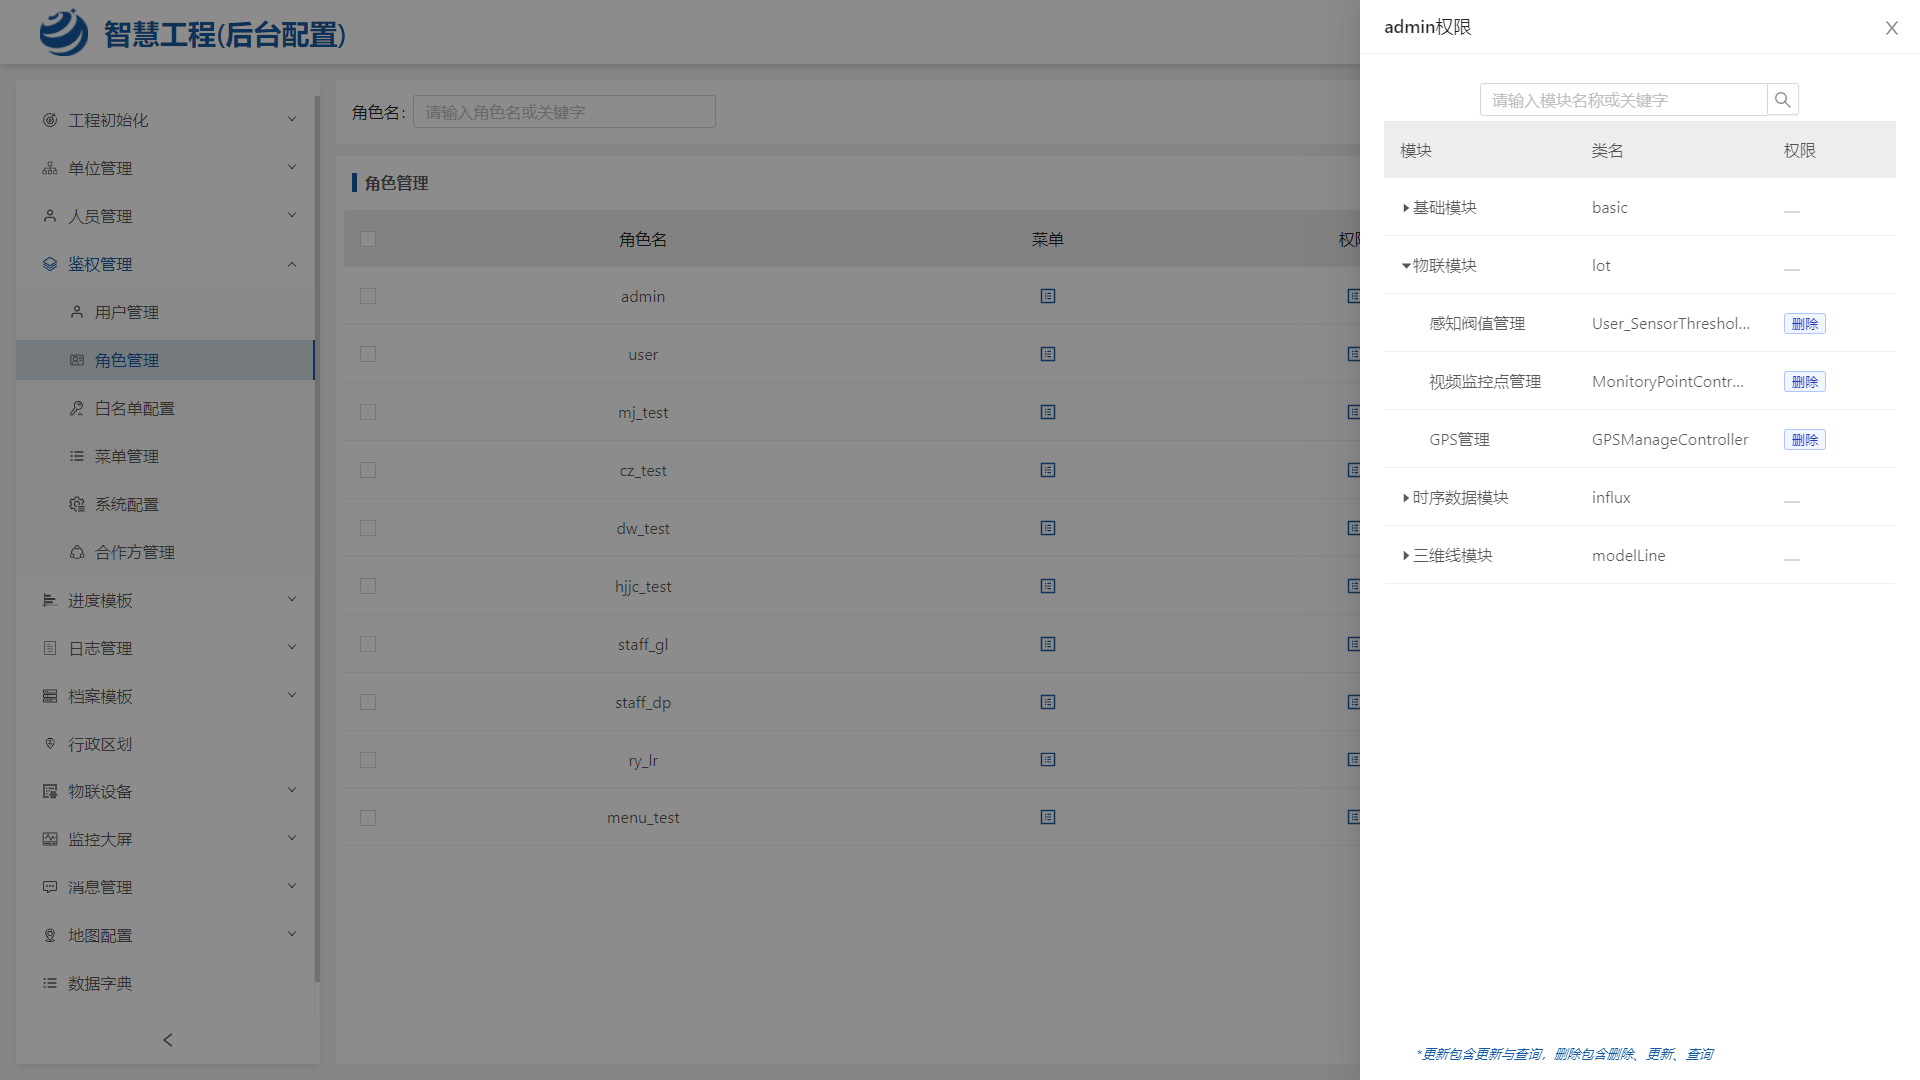 智慧工程(后台配置)
工程初始化
单位管理
人员管理
鉴权管理
用户管理
角色管理
白名单配置
菜单管理
系统配置
合作方管理
进度模板
日志管理
档案模板
行政区划
物联设备
监控大屏
消息管理
地图配置
数据字典
角色名: 请输入角色名或关键字
角色管理
角色名 菜单 权限
admin
user
mj_test
cz_test
dw_test
hjjc_test
staff_gl
staff_dp
ry_lr
menu_test
admin权限
请输入模块名称或关键字
模块 类名 权限
基础模块 basic —
物联模块 lot —
感知阀值管理 User_SensorThreshol... 删除
视频监控点管理 MonitoryPointContr... 删除
GPS管理 GPSManageController 删除
时序数据模块 influx —
三维线模块 modelLine —
*更新包含更新与查询，删除包含删除、更新、查询